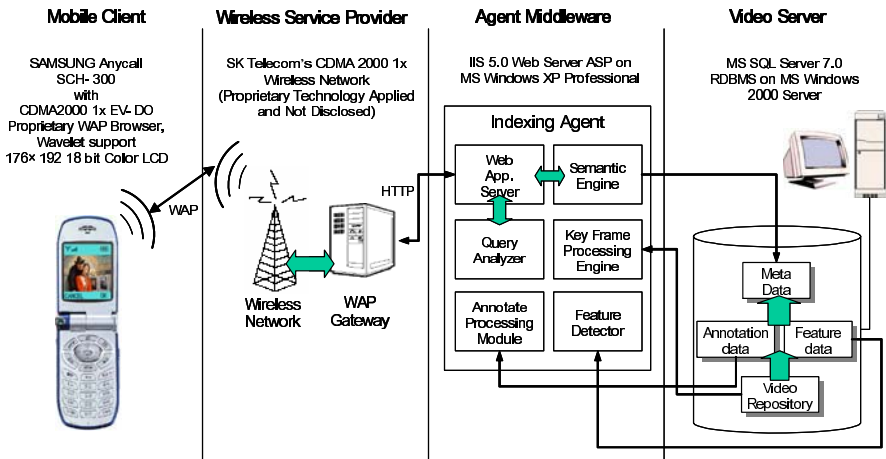 Mobile Client
Wireless Service Provider
Agent Middleware
Video Server
SAMSUNG Anycall
SCH- 300
with
CDMA2000 1x EV- DO
Proprietary WAP Browser,
Wavelet support
176× 192 18 bit Color LCD
SK Telecom's CDMA 2000 1x
Wireless Network
(Proprietary Technology Applied
and Not Disclosed)
IIS 5.0 Web Server ASP on
MS Windows XP Professional
MS SQL Server 7.0
RDBMS on MS Windows
2000 Server
WAP
HTTP
Wireless
Network
WAP
Gateway
Indexing Agent
Web
App.
Server
Semantic
Engine
Query
Analyzer
Key Frame
Processing
Engine
Annotate
Processing
Module
Feature
Detector
Meta
Data
Annotation
data
Feature
data
Video
Repository
CANCEL
OK